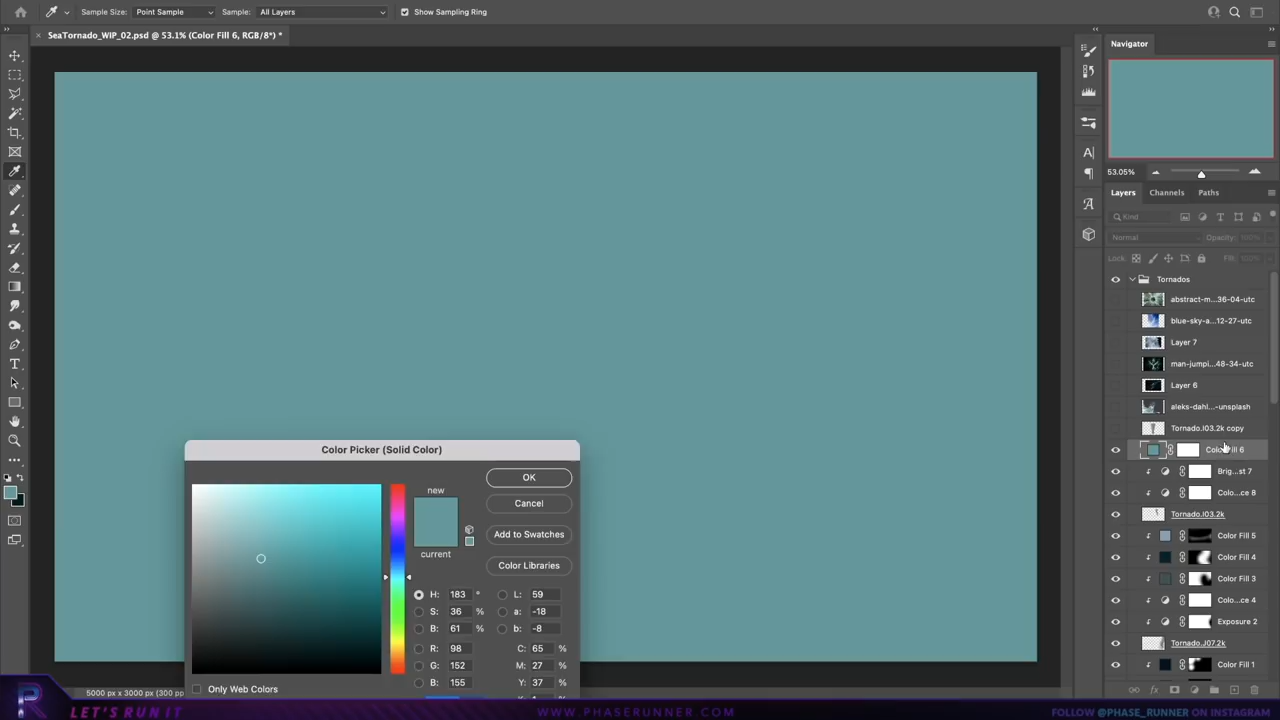 Sample Size: Point Sample Sample: All Layers Show Sampling Ring
× SeaTornado_WIP_02.psd @ 53.1% (Color Fill 6, RGB/8*) *
Navigator
53.05%
Layers Channels Paths
Kind
Normal Opacity: 100%
Lock: Fill: 100%
Tornados
abstract-m...36-04-utc
blue-sky-a...12-27-utc
Layer 7
man-jumpi...48-34-utc
Layer 6
aleks-dahl...-unsplash
Tornado.I03.2k copy
Brig...st 7
Colo...ce 8
Tornado.I03.2k
Color Fill 5
Color Fill 4
Color Fill 3
Colo...ce 4
Exposure 2
Tornado.J07.2k
Color Fill 1
Color Picker (Solid Color)
new
current
OK
Cancel
Add to Swatches
Color Libraries
H: 183 ° L: 59
S: 36 % a: -18
B: 61 % b: -8
R: 98 C: 65 %
G: 152 M: 27 %
B: 155 Y: 37 %
Only Web Colors
5000 px x 3000 px (300 pp
LET'S RUN IT
WWW.PHASERUNNER.COM
FOLLOW @PHASE_RUNNER ON INSTAGRAM